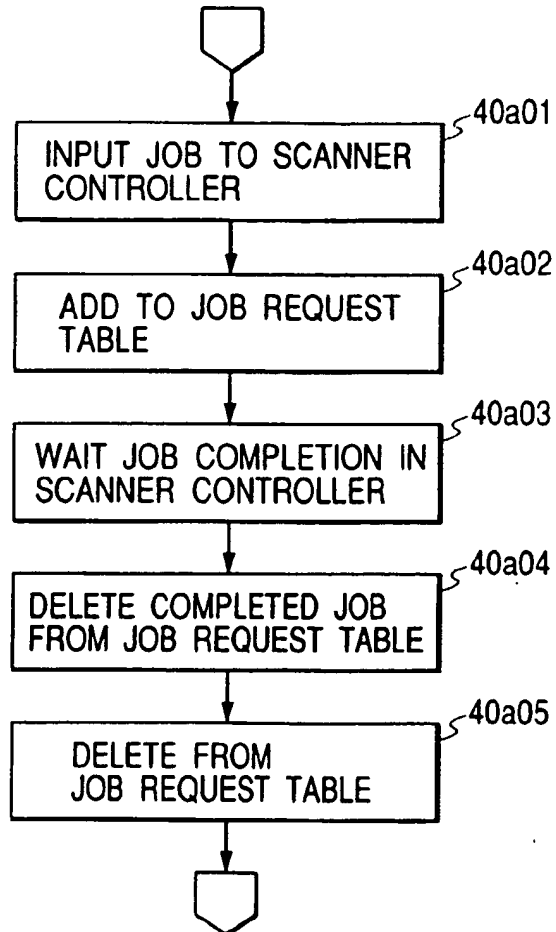 40a01
INPUT JOB TO SCANNER
CONTROLLER
40a02
ADD TO JOB REQUEST
TABLE
40a03
WAIT JOB COMPLETION IN
SCANNER CONTROLLER
40a04
DELETE COMPLETED JOB
FROM JOB REQUEST TABLE
40a05
DELETE FROM
JOB REQUEST TABLE